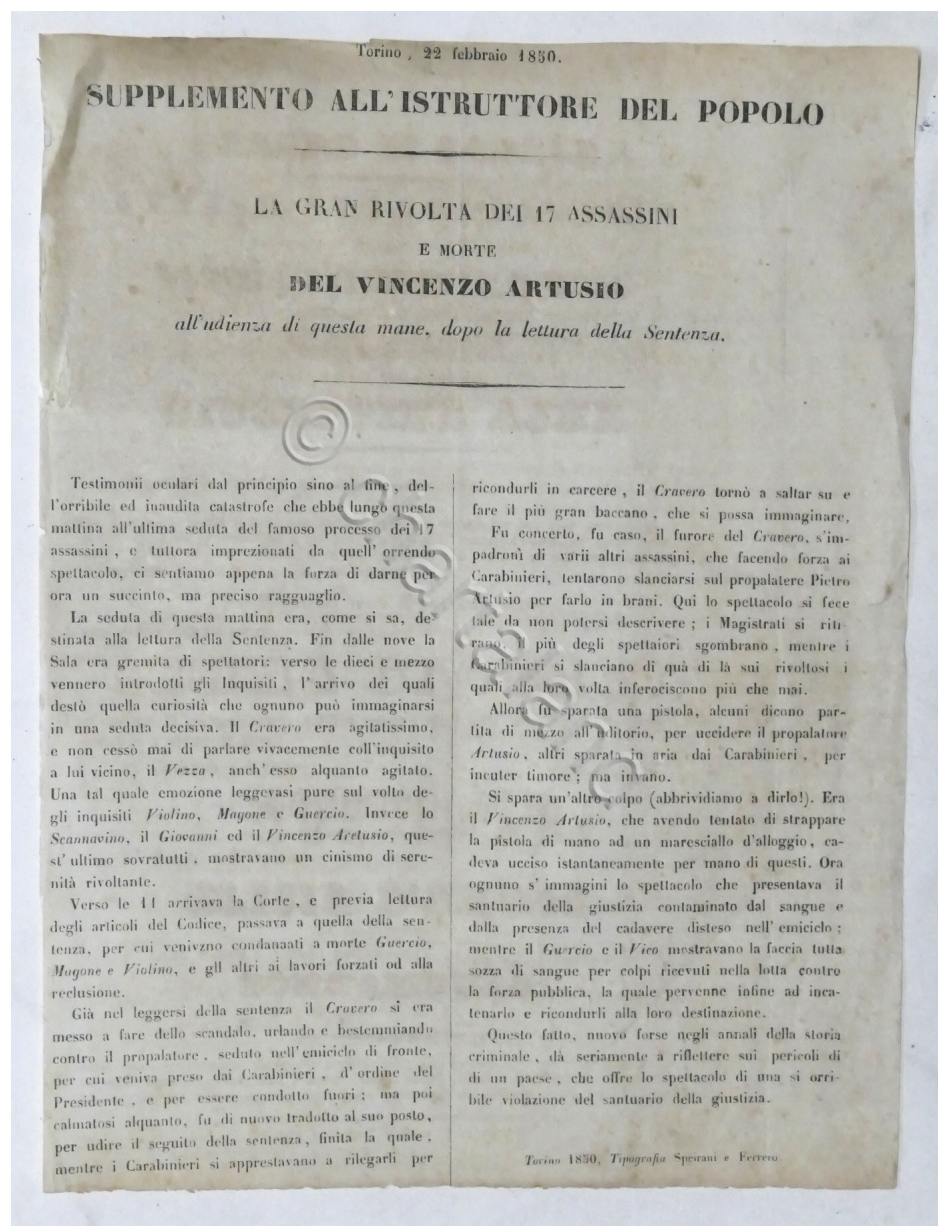 Torino, 22 febbraio 1850.
SUPPLEMENTO ALL'ISTRUTTORE DEL POPOLO
LA GRAN RIVOLTA DEI 17 ASSASSINI
E MORTE
DEL VINCENZO ARTUSIO
all'udienza di questa mane, dopo la lettura della Sentenza.
Testimonii oculari dal principio sino al fine, del-
l'orribile ed inaudita catastrofe che ebbe lungo questa
mattina all'ultima seduta del famoso processo dei 17
assassini, e tuttora imprezionati da quell'orrendo
spettacolo, ci sentiamo appena la forza di darne per
ora un succinto, ma preciso ragguaglio.
La seduta di questa mattina era, come si sa, de-
stinata alla lettura della Sentenza. Fin dalle nove la
Sala era gremita di spettatori: verso le dieci e mezzo
vennero introdotti gli Inquisiti, l'arrivo dei quali
destò quella curiosità che ognuno può immaginarsi
in una seduta decisiva. Il Cravero era agitatissimo,
e non cessò mai di parlare vivacemente coll'inquisito
a lui vicino, il Vezza, anch'esso alquanto agitato.
Una tal quale emozione leggevasi pure sul volto de-
gli inquisiti Violino, Magone e Guercio. Invece lo
Scannavino, il Giovanni ed il Vincenzo Aretusio, que-
st'ultimo sovratutti, mostravano un cinismo di sere-
nità rivoltante.
Verso le 11 arrivava la Corte, e previa lettura
degli articoli del Codice, passava a quella della sen-
tenza, per cui venivzno condanaati a morte Guercio,
Magone e Violino, e gll altri ai lavori forzati od alla
reclusione.
Già nel leggersi della sentenza il Cravero si era
messo a fare dello scandalo, urlando e bestemmiando
contro il propalatore, seduto nell'emiciclo di fronte,
per cui veniva preso dai Carabinieri, d'ordine del
Presidente, e per essere condotto fuori; ma poi
calmatosi alquanto, fu di nuovo tradotto al suo posto,
per udire il seguito della sentenza, finita la quale,
mentre i Carabinieri si apprestavano a rilegarli per
ricondurli in carcere, il Cravero tornò a saltar su e
fare il più gran baccano, che si possa immaginare,
Fu concerto, fu caso, il furore del Cravero, s'im-
padronì di varii altri assassini, che facendo forza ai
Carabinieri, tentarono slanciarsi sul propalatere Pietro
Artusio per farlo in brani. Qui lo spettacolo si fece
tale da non potersi descrivere; i Magistrati si riti-
rano, il più degli spettaiori sgombrano, mentre i
Carabinieri si slanciano di quà di là sui rivoltosi i
quali alla loro volta inferociscono più che mai.
Allora fu sparata una pistola, alcuni dicono par-
tita di mezzo all'uditorio, per uccidere il propalatore
Artusio, altri sparata in aria dai Carabinieri, per
incuter timore; ma invano.
Si spara un'altro colpo (abbrividiamo a dirlo!). Era
il Vincenzo Artusio, che avendo tentato di strappare
la pistola di mano ad un maresciallo d'alloggio, ca-
deva ucciso istantaneamente per mano di questi. Ora
ognuno s'immagini lo spettacolo che presentava il
santuario della giustizia contaminato dal sangue e
dalla presenza del cadavere disteso nell'emiciclo;
mentre il Guercio e il Vico mostravano la faccia tutta
sozza di sangue per colpi ricevuti nella lotta contro
la forza pubblica, la quale pervenne infine ad inca-
tenarlo e ricondurli alla loro destinazione.
Questo fatto, nuovo forse negli annali della storia
criminale, dà seriamente a riflettere sui pericoli di
di un paese, che offre lo spettacolo di una si orri-
bile violazione del santuario della giustizia.
Torino 1850, Tipografia Speirani e Ferrero.